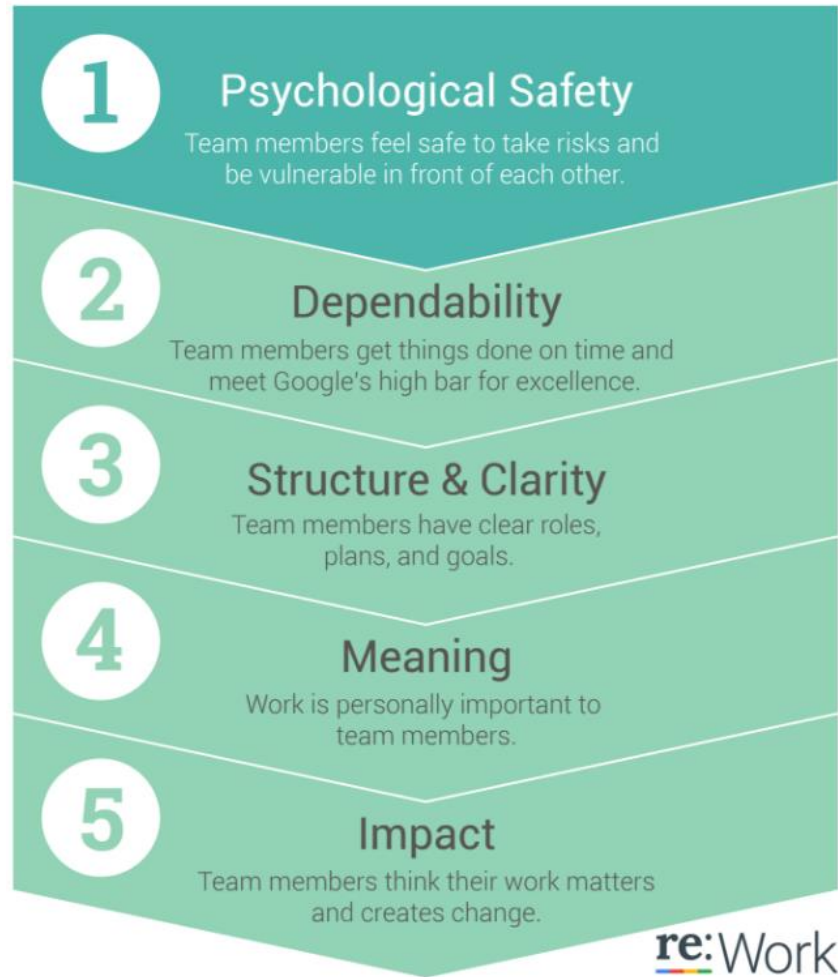 1
Psychological Safety
Team members feel safe to take risks and
be vulnerable in front of each other.
2
Dependability
Team members get things done on time and
meet Google's high bar for excellence.
3
Structure & Clarity
Team members have clear roles,
plans, and goals.
4
Meaning
Work is personally important to
team members.
5
Impact
Team members think their work matters
and creates change.
re:Work